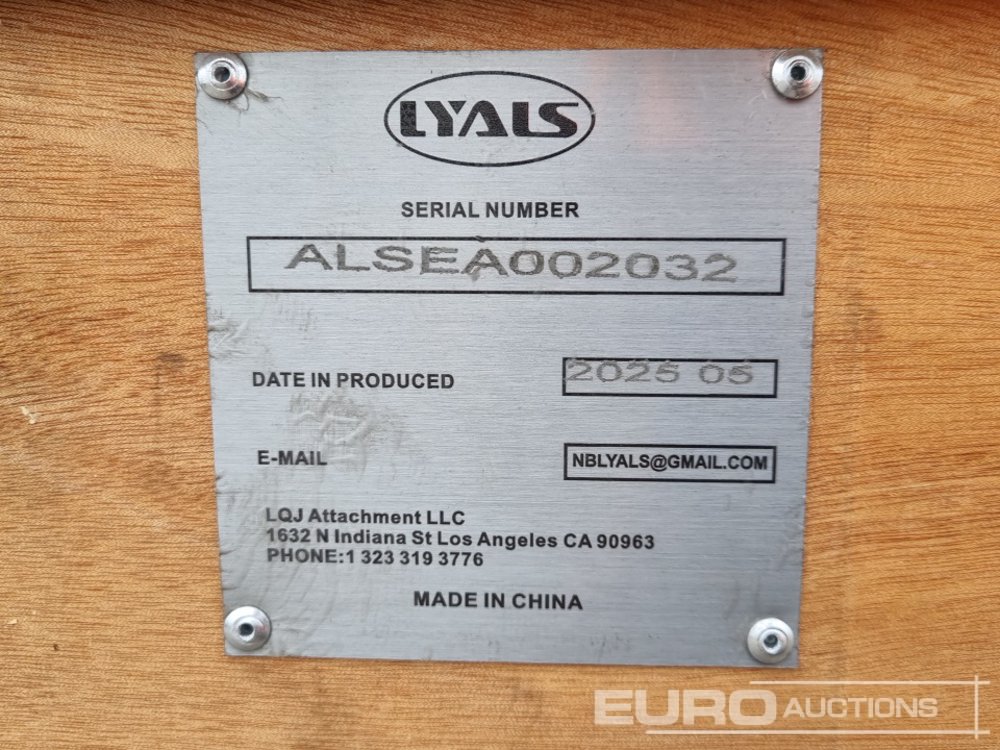 LYALS
SERIAL NUMBER
ALSEA002032
DATE IN PRODUCED
2025 05
E-MAIL
NBLYALS@GMAIL.COM
LQJ Attachment LLC
1632 N Indiana St Los Angeles CA 90963
PHONE:1 323 319 3776
MADE IN CHINA
EURO AUCTIONS